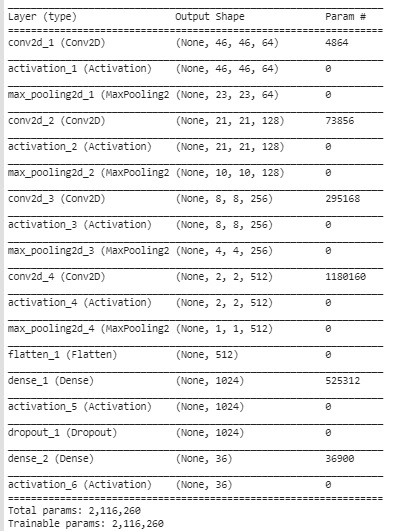 Layer (type) Output Shape Param #
conv2d_1 (Conv2D) (None, 46, 46, 64) 4864
activation_1 (Activation) (None, 46, 46, 64) 0
max_pooling2d_1 (MaxPooling2 (None, 23, 23, 64) 0
conv2d_2 (Conv2D) (None, 21, 21, 128) 73856
activation_2 (Activation) (None, 21, 21, 128) 0
max_pooling2d_2 (MaxPooling2 (None, 10, 10, 128) 0
conv2d_3 (Conv2D) (None, 8, 8, 256) 295168
activation_3 (Activation) (None, 8, 8, 256) 0
max_pooling2d_3 (MaxPooling2 (None, 4, 4, 256) 0
conv2d_4 (Conv2D) (None, 2, 2, 512) 1180160
activation_4 (Activation) (None, 2, 2, 512) 0
max_pooling2d_4 (MaxPooling2 (None, 1, 1, 512) 0
flatten_1 (Flatten) (None, 512) 0
dense_1 (Dense) (None, 1024) 525312
activation_5 (Activation) (None, 1024) 0
dropout_1 (Dropout) (None, 1024) 0
dense_2 (Dense) (None, 36) 36900
activation_6 (Activation) (None, 36) 0
Total params: 2,116,260
Trainable params: 2,116,260